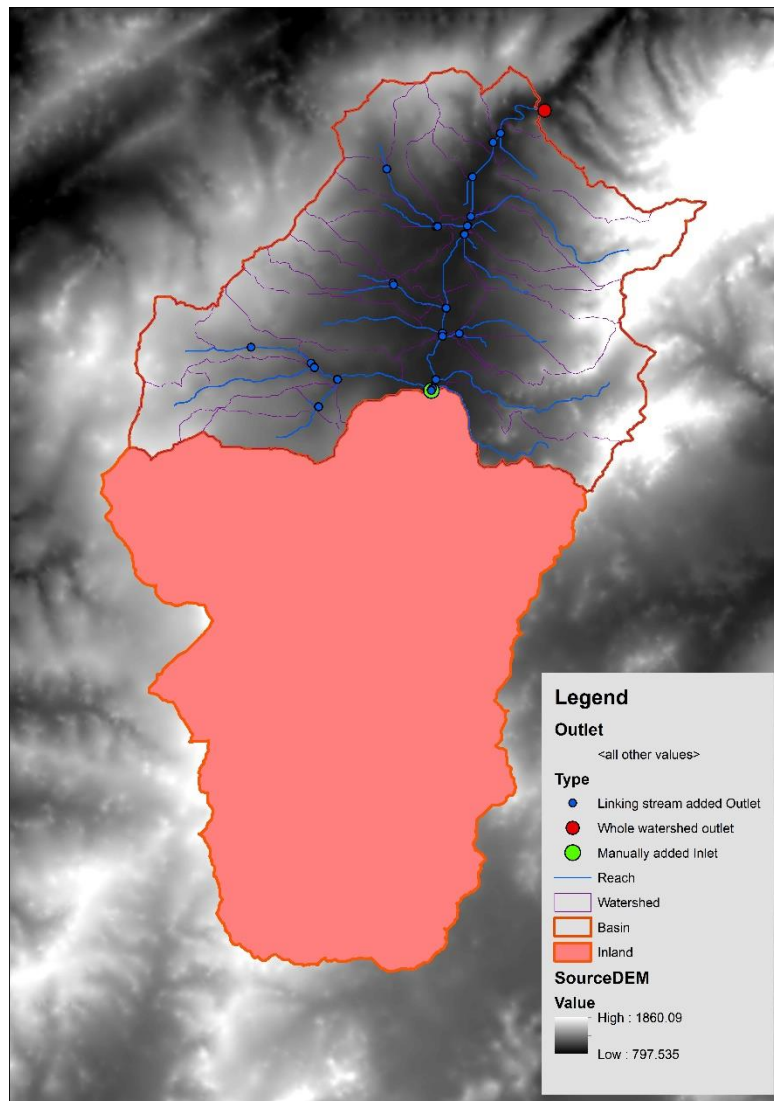 Legend
Outlet
<all other values>
Type
Linking stream added Outlet
Whole watershed outlet
Manually added Inlet
Reach
Watershed
Basin
Inland
SourceDEM
Value
High : 1860.09
Low : 797.535